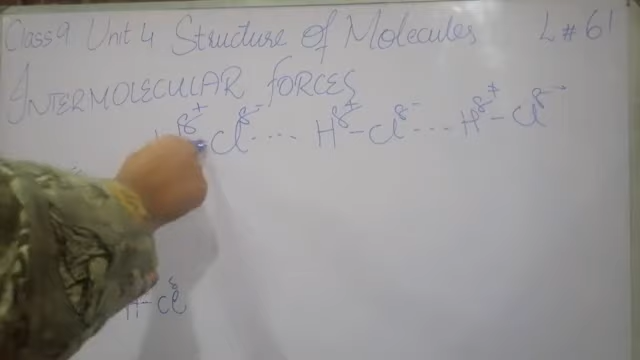 Class 9 Unit 4 Structure of Molecules L # 61
INTERMOLECULAR FORCES
H δ+ - Cl δ- .... H δ+ - Cl δ- ... H δ+ - Cl δ-
H - Cl δ